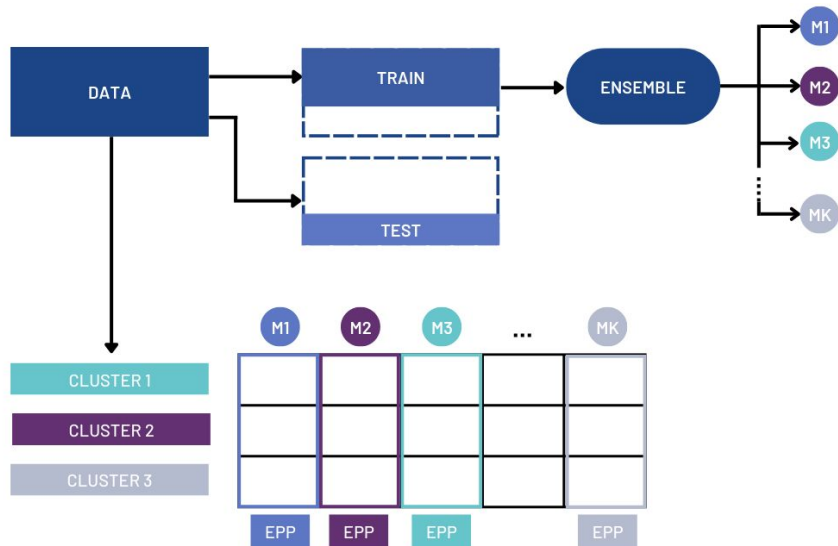 M1
DATA
TRAIN
ENSEMBLE
M2
M3
TEST
MK
M1
M2
M3
...
MK
CLUSTER 1
CLUSTER 2
CLUSTER 3
EPP
EPP
EPP
EPP